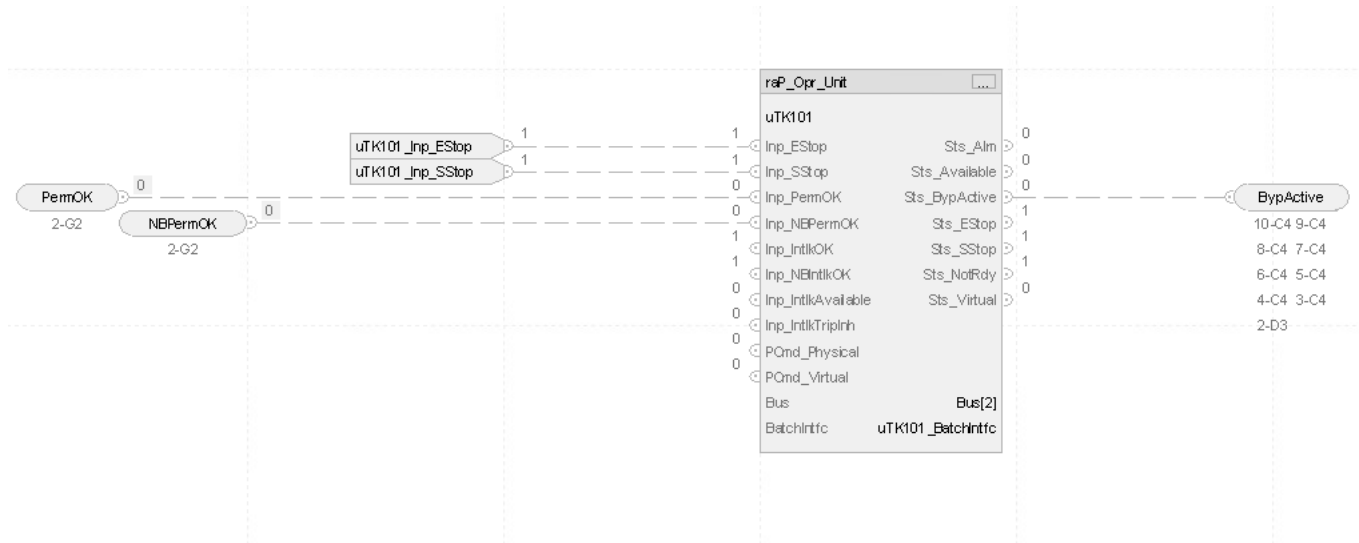 raP_Opr_Unit
...
uTK101
uTK101_Inp_EStop 1 1 Inp_EStop Sts_Alm 0
uTK101_Inp_SStop 1 1 Inp_SStop Sts_Available 0
PermOK 0 0 Inp_PermOK Sts_BypActive 0 BypActive
2-G2 NBPermOK 0 0 Inp_NBPermOK Sts_EStop 1 10-C4 9-C4
2-G2 1 Inp_IntlkOK Sts_SStop 1 8-C4 7-C4
1 Inp_NBIntlkOK Sts_NotRdy 1 6-C4 5-C4
0 Inp_IntlkAvailable Sts_Virtual 0 4-C4 3-C4
0 Inp_IntlkTripInh 2-D3
0 PCmd_Physical
0 PCmd_Virtual
Bus Bus[2]
BatchIntfc uTK101_BatchIntfc